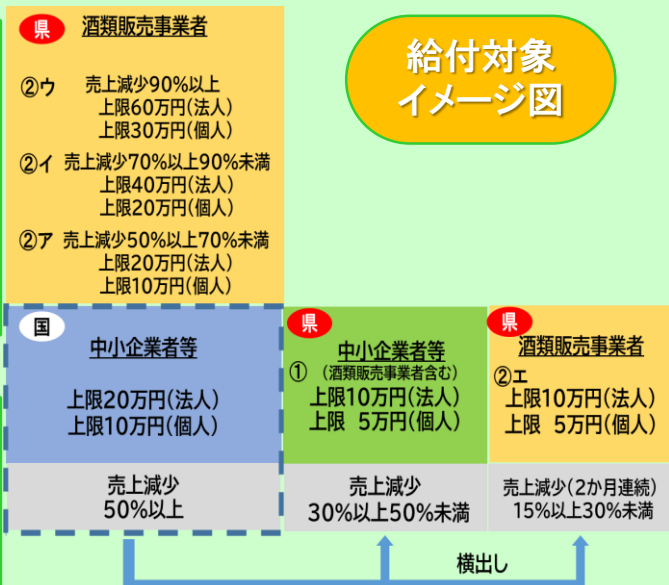 給付対象
イメージ図
県 酒類販売事業者
②ウ 売上減少90%以上
上限60万円(法人)
上限30万円(個人)
②イ 売上減少70%以上90%未満
上限40万円(法人)
上限20万円(個人)
②ア 売上減少50%以上70%未満
上限20万円(法人)
上限10万円(個人)
国
中小企業者等
上限20万円(法人)
上限10万円(個人)
売上減少
50%以上
県
中小企業者等
① (酒類販売事業者含む)
上限10万円(法人)
上限 5万円(個人)
売上減少
30%以上50%未満
県
酒類販売事業者
②エ
上限10万円(法人)
上限 5万円(個人)
売上減少(2か月連続)
15%以上30%未満
横出し